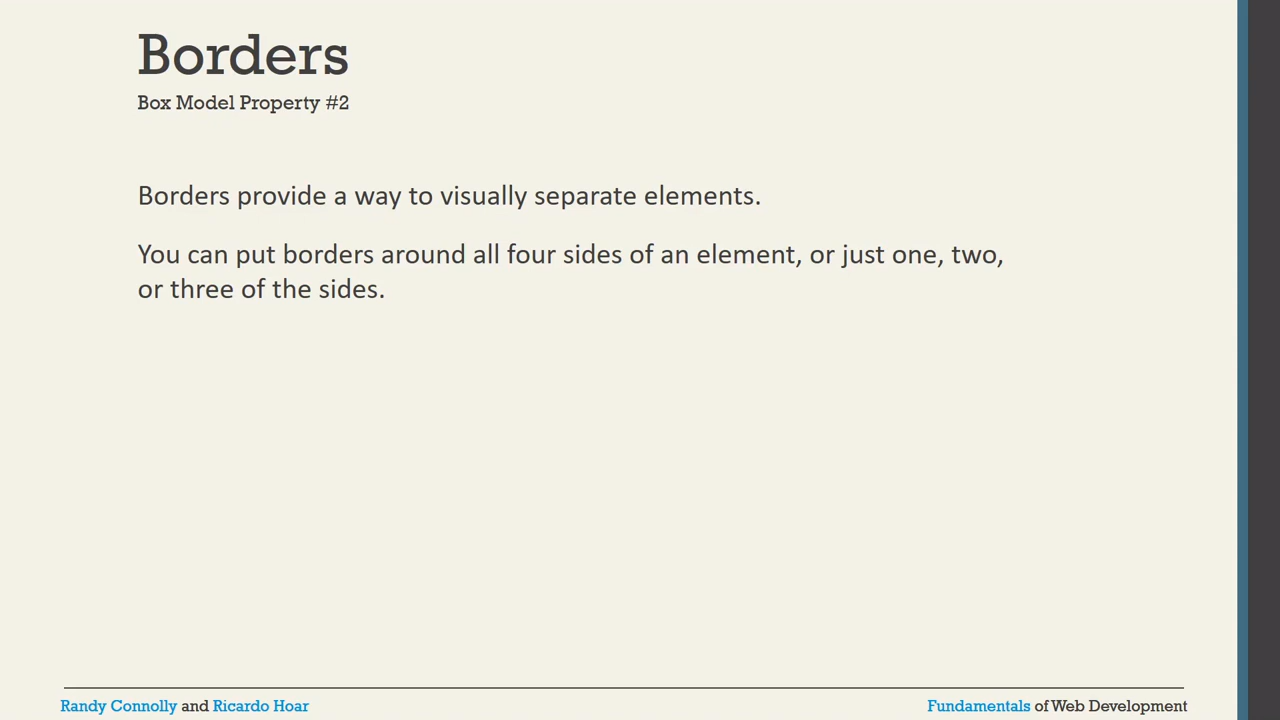 Borders
Box Model Property #2
Borders provide a way to visually separate elements.
You can put borders around all four sides of an element, or just one, two,
or three of the sides.
Randy Connolly and Ricardo Hoar
Fundamentals of Web Development